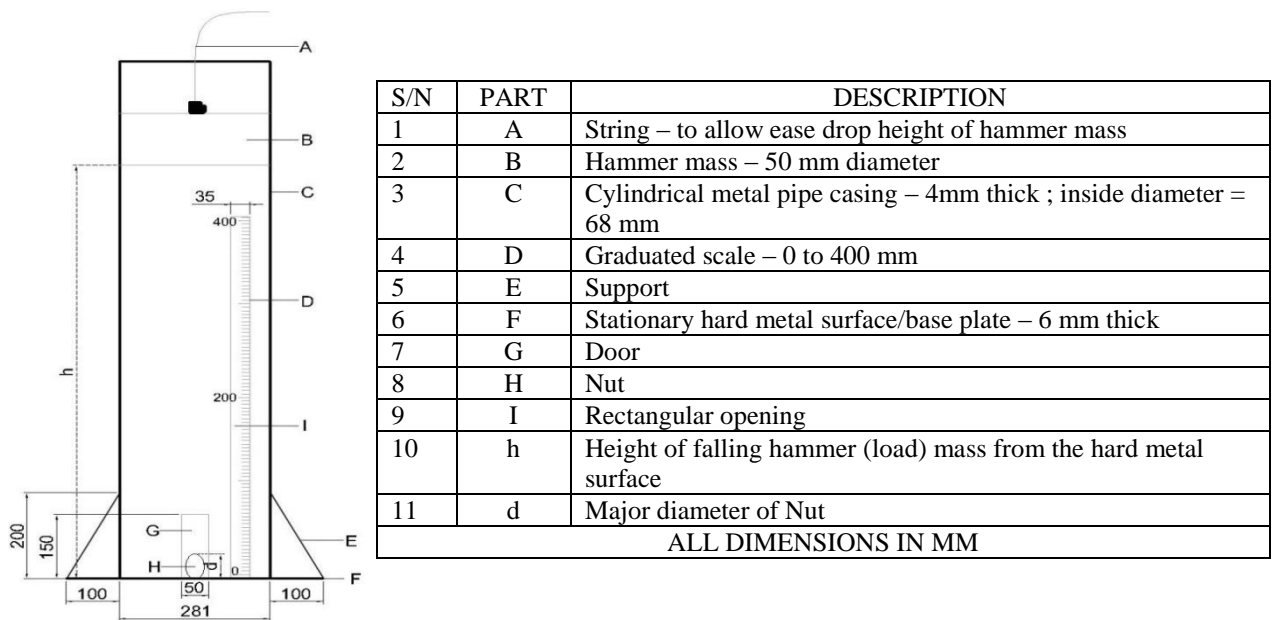 A
B
C
35
400
D
h
200
I
200
150
G
E
H
d
0
F
100
50
100
281
S/N PART DESCRIPTION
1 A String – to allow ease drop height of hammer mass
2 B Hammer mass – 50 mm diameter
3 C Cylindrical metal pipe casing – 4mm thick ; inside diameter =
68 mm
4 D Graduated scale – 0 to 400 mm
5 E Support
6 F Stationary hard metal surface/base plate – 6 mm thick
7 G Door
8 H Nut
9 I Rectangular opening
10 h Height of falling hammer (load) mass from the hard metal
surface
11 d Major diameter of Nut
ALL DIMENSIONS IN MM